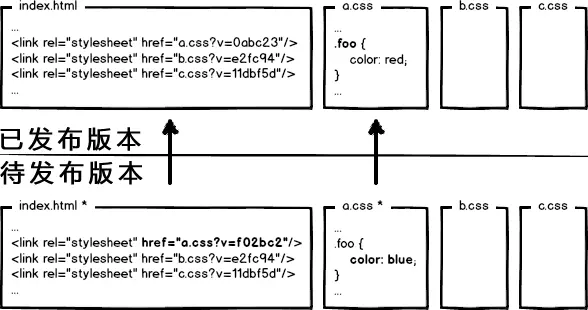 index.html
...
<link rel="stylesheet" href="a.css?v=0abc23"/>
<link rel="stylesheet" href="b.css?v=e2fc94"/>
<link rel="stylesheet" href="c.css?v=11dbf5d"/>
...
a.css
...
.foo {
color: red;
}
...
b.css
c.css
已发布版本
待发布版本
index.html *
...
<link rel="stylesheet" href="a.css?v=f02bc2"/>
<link rel="stylesheet" href="b.css?v=e2fc94"/>
<link rel="stylesheet" href="c.css?v=11dbf5d"/>
...
a.css *
...
.foo {
color: blue;
}
...
b.css
c.css